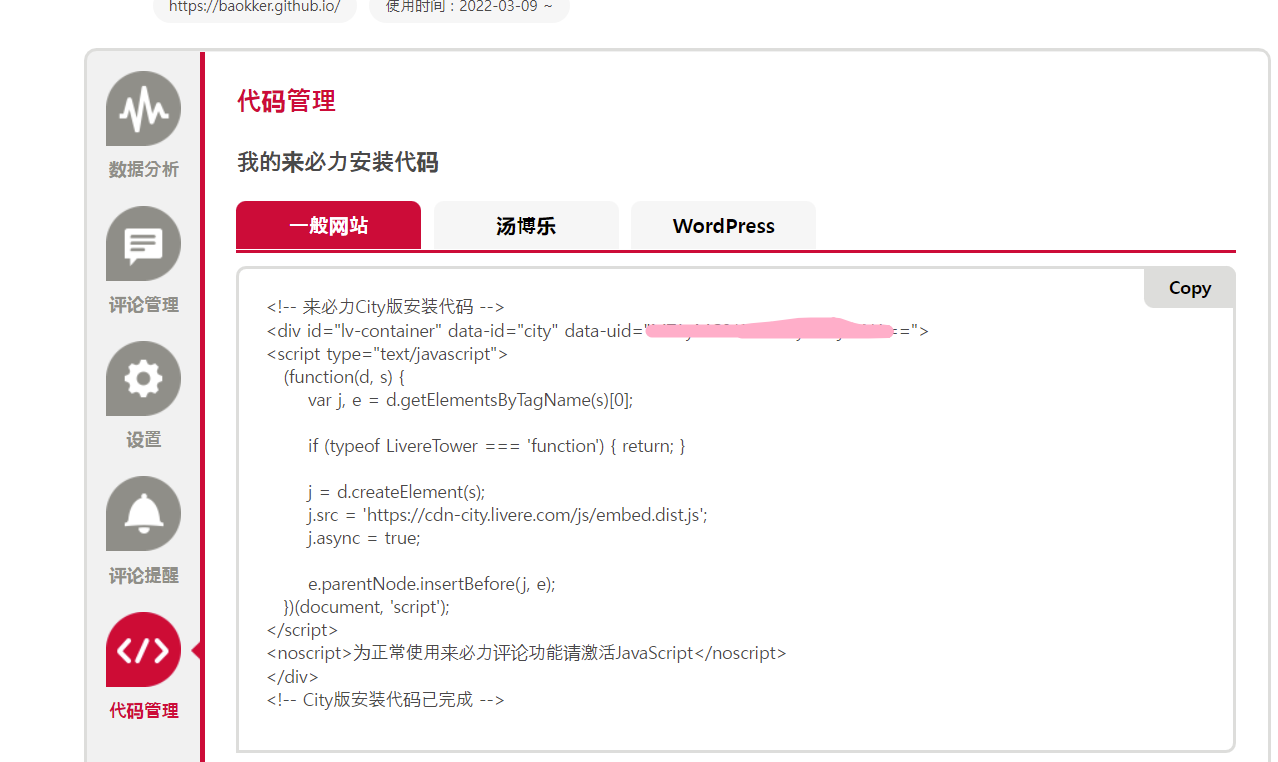 https://baokker.github.io/
使用时间 : 2022-03-09 ~
数据分析
评论管理
设置
评论提醒
代码管理
代码管理
我的来必力安装代码
一般网站
汤博乐
WordPress
Copy
<!-- 来必力City版安装代码 -->
<div id="lv-container" data-id="city" data-uid=" ==">
<script type="text/javascript">
(function(d, s) {
var j, e = d.getElementsByTagName(s)[0];
if (typeof LivereTower === 'function') { return; }
j = d.createElement(s);
j.src = 'https://cdn-city.livere.com/js/embed.dist.js';
j.async = true;
e.parentNode.insertBefore(j, e);
})(document, 'script');
</script>
<noscript>为正常使用来必力评论功能请激活JavaScript</noscript>
</div>
<!-- City版安装代码已完成 -->